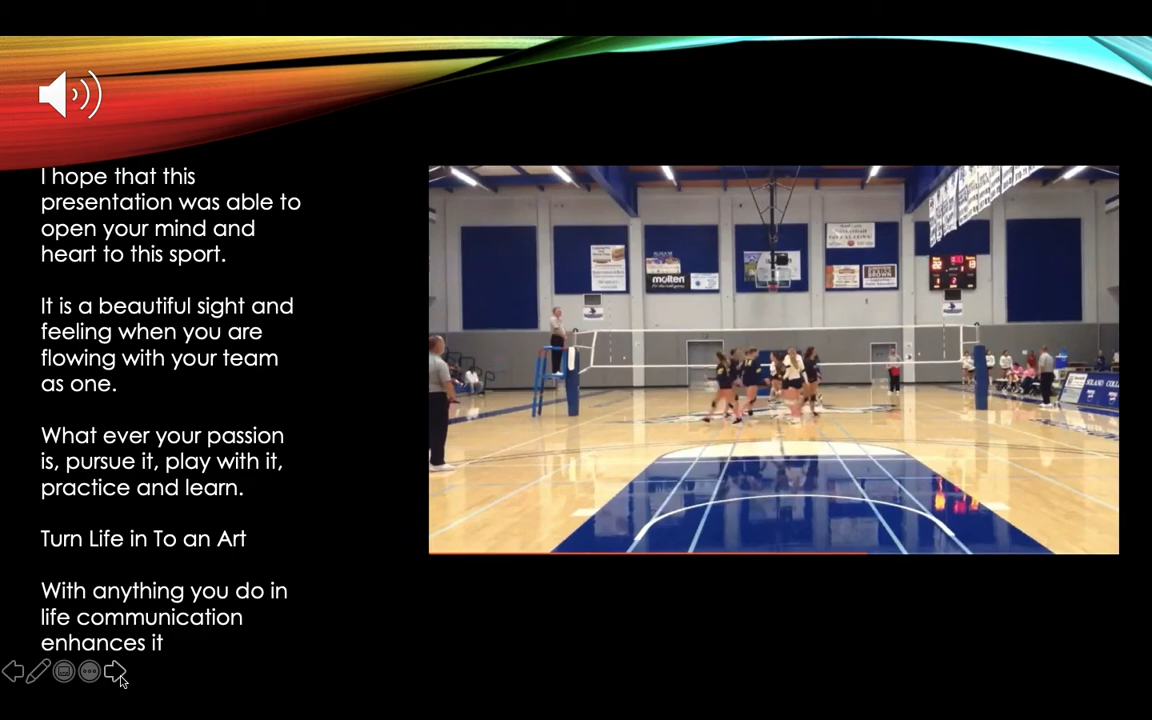 I hope that this
presentation was able to
open your mind and
heart to this sport.
It is a beautiful sight and
feeling when you are
flowing with your team
as one.
What ever your passion
is, pursue it, play with it,
practice and learn.
Turn Life in To an Art
With anything you do in
life communication
enhances it
molten
SOLANO COLL